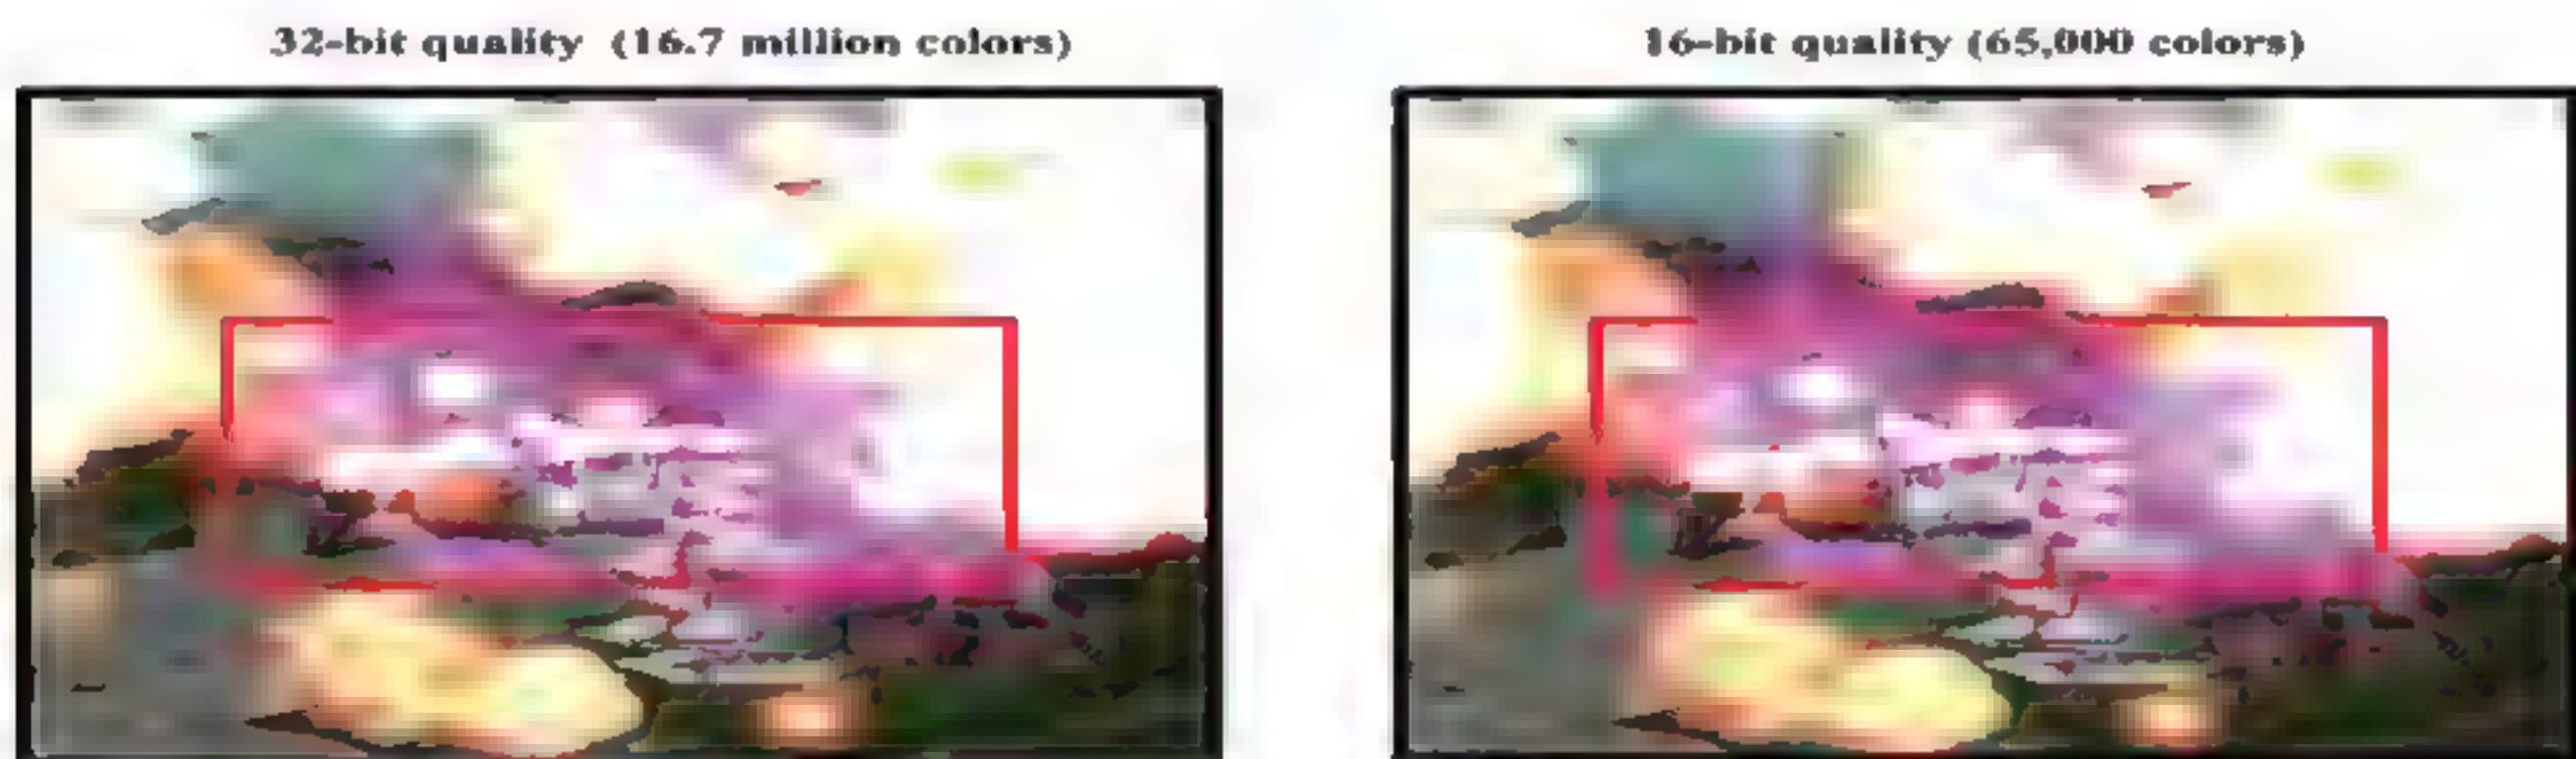 32-bit quality (16.7 million colors)
16-bit quality (65,000 colors)